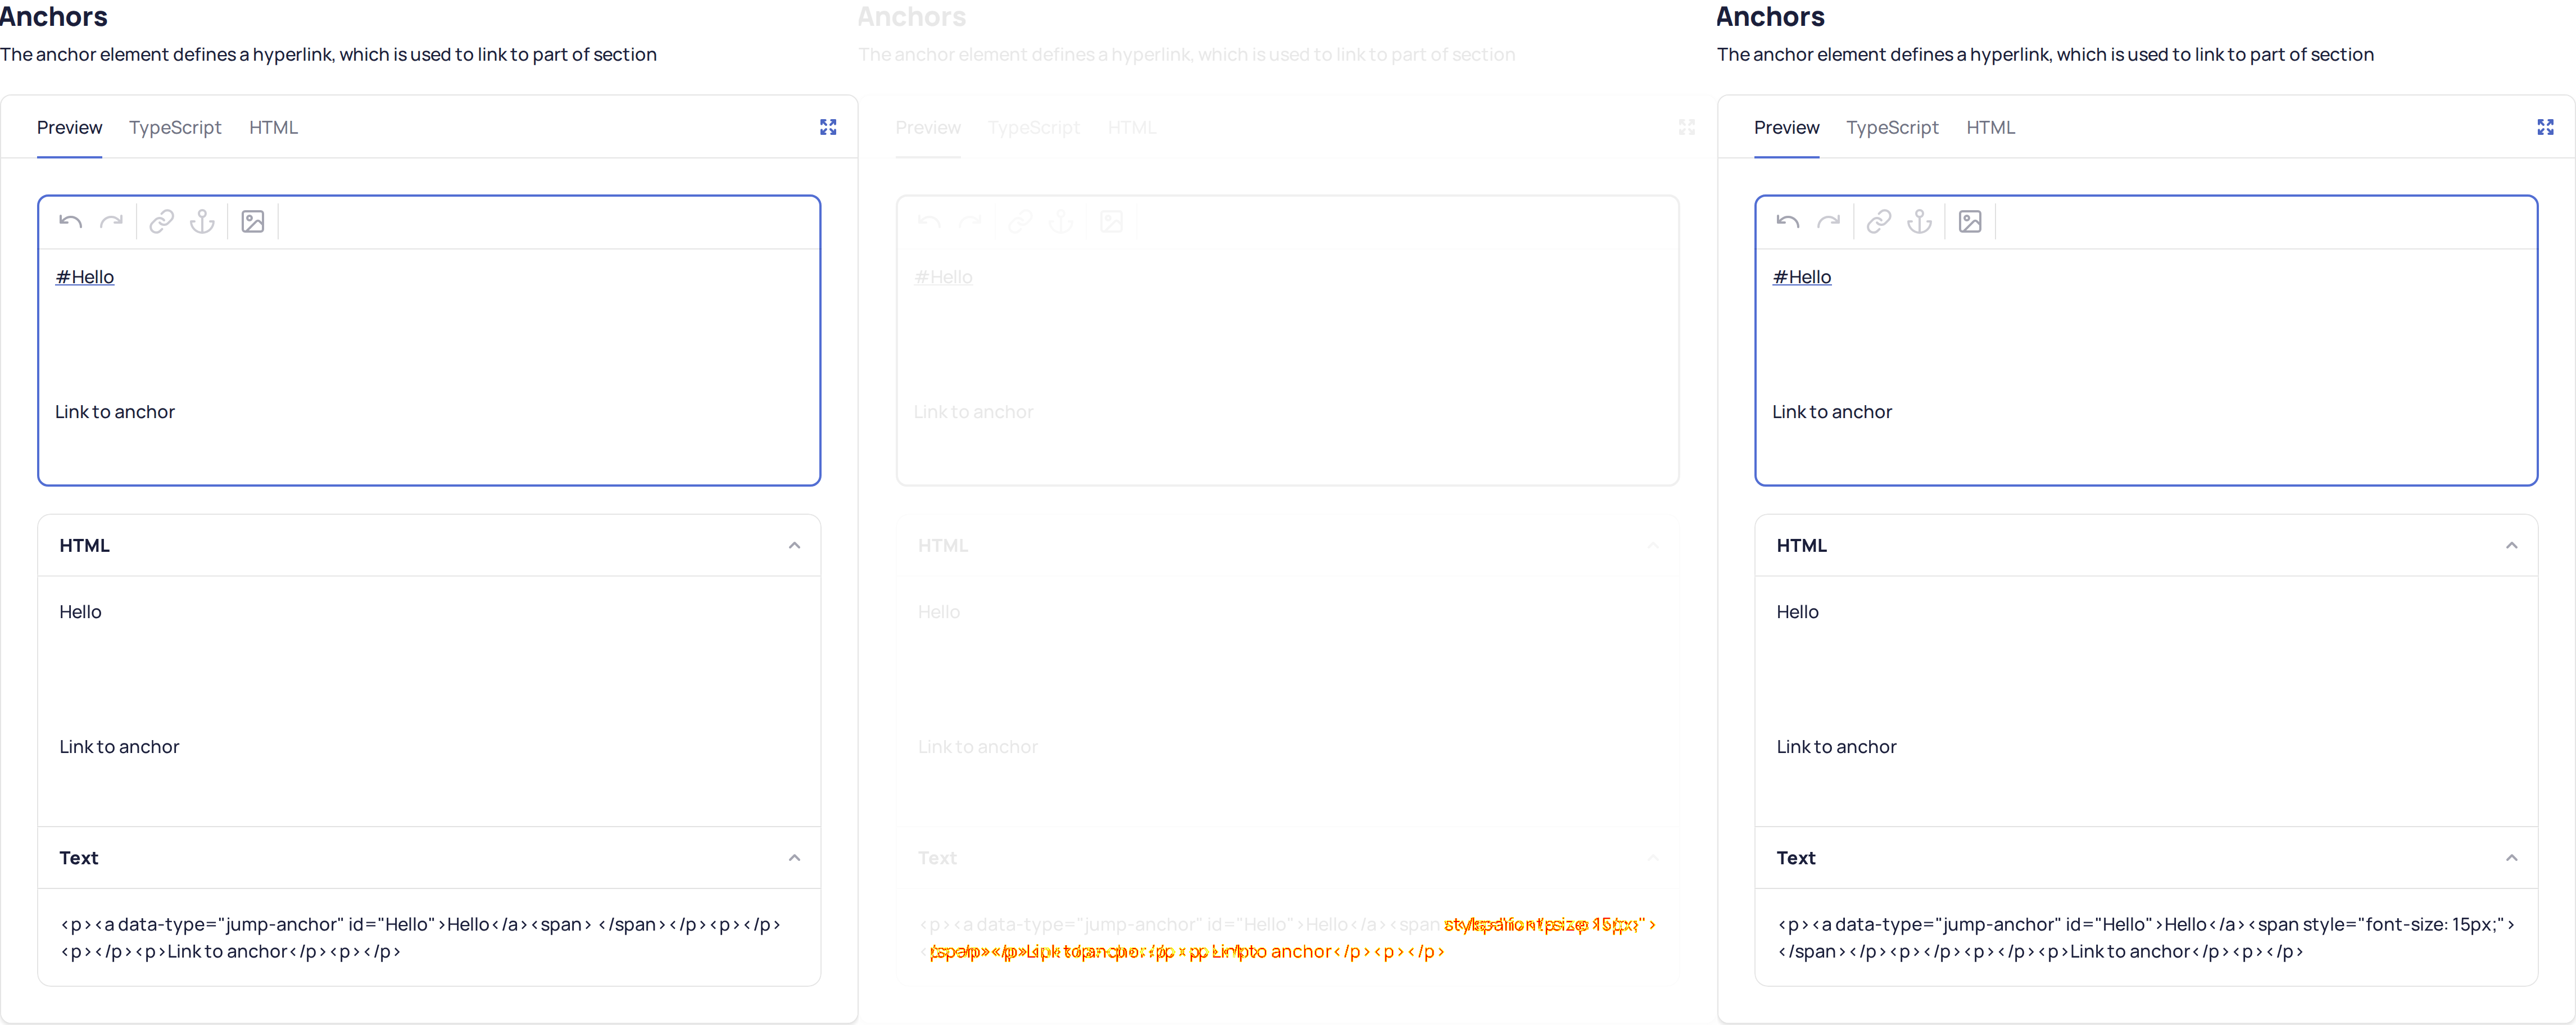 Anchors
The anchor element defines a hyperlink, which is used to link to part of section
Preview TypeScript HTML
#Hello
Link to anchor
HTML
Hello
Link to anchor
Text
<p><a data-type="jump-anchor" id="Hello">Hello</a><span> </span></p><p></p>
<p></p><p>Link to anchor</p><p></p>
Anchors
The anchor element defines a hyperlink, which is used to link to part of section
Preview TypeScript HTML
#Hello
Link to anchor
HTML
Hello
Link to anchor
Text
<p><a data-type="jump-anchor" id="Hello">Hello</a><span
Anchors
The anchor element defines a hyperlink, which is used to link to part of section
Preview TypeScript HTML
#Hello
Link to anchor
HTML
Hello
Link to anchor
Text
<p><a data-type="jump-anchor" id="Hello">Hello</a><span style="font-size: 15px;">
</span></p><p></p><p></p><p>Link to anchor</p><p></p>